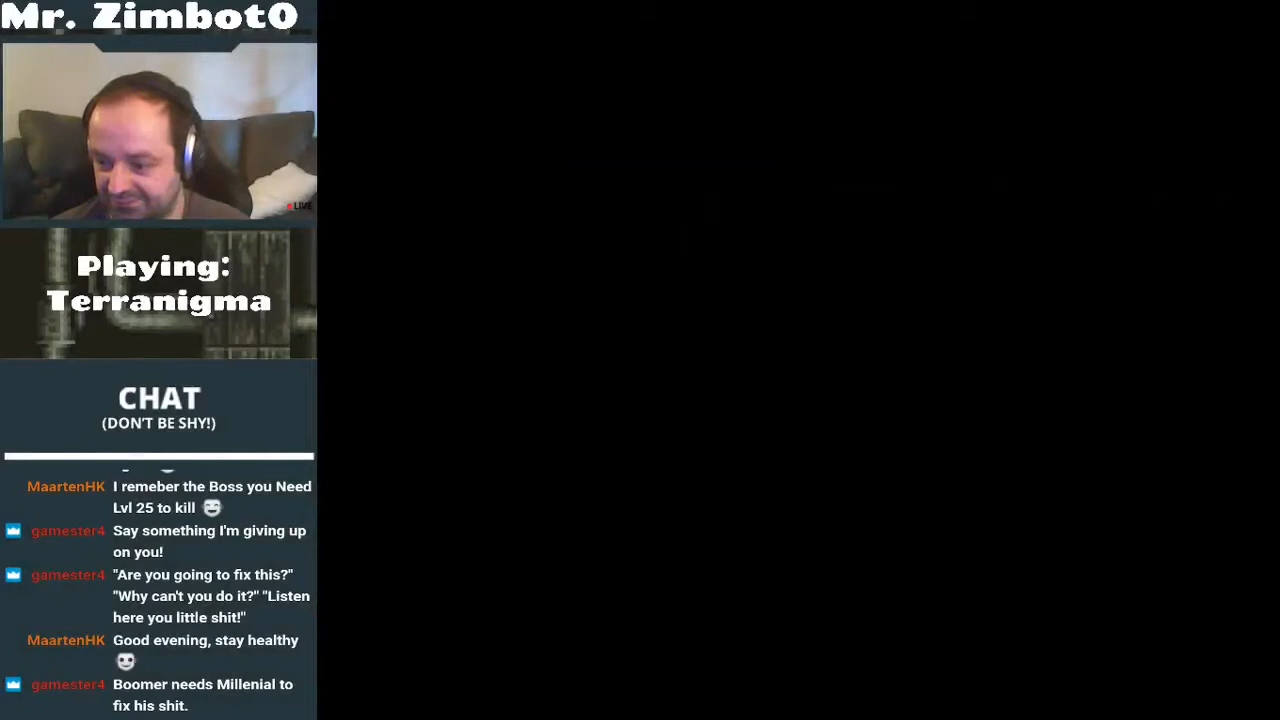 Mr. Zimbot0
LIVE
Playing:
Terranigma
CHAT
(DON'T BE SHY!)
MaartenHK I remeber the Boss you Need
Lvl 25 to kill
gamester4 Say something I'm giving up
on you!
gamester4 "Are you going to fix this?"
"Why can't you do it?" "Listen
here you little shit!"
MaartenHK Good evening, stay healthy
gamester4 Boomer needs Millenial to
fix his shit.